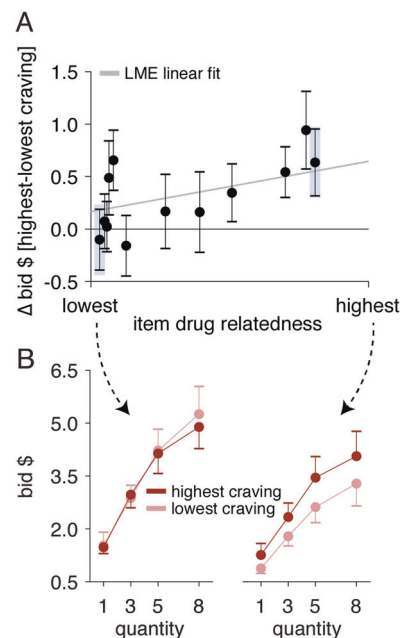 A
Δ bid $ [highest-lowest craving]
1.5
1.0
0.5
0.0
-0.5
LME linear fit
lowest
highest
item drug relatedness
B
bid $
6.5
5.0
3.5
2.0
0.5
highest craving
lowest craving
1 3 5 8
1 3 5 8
quantity
quantity